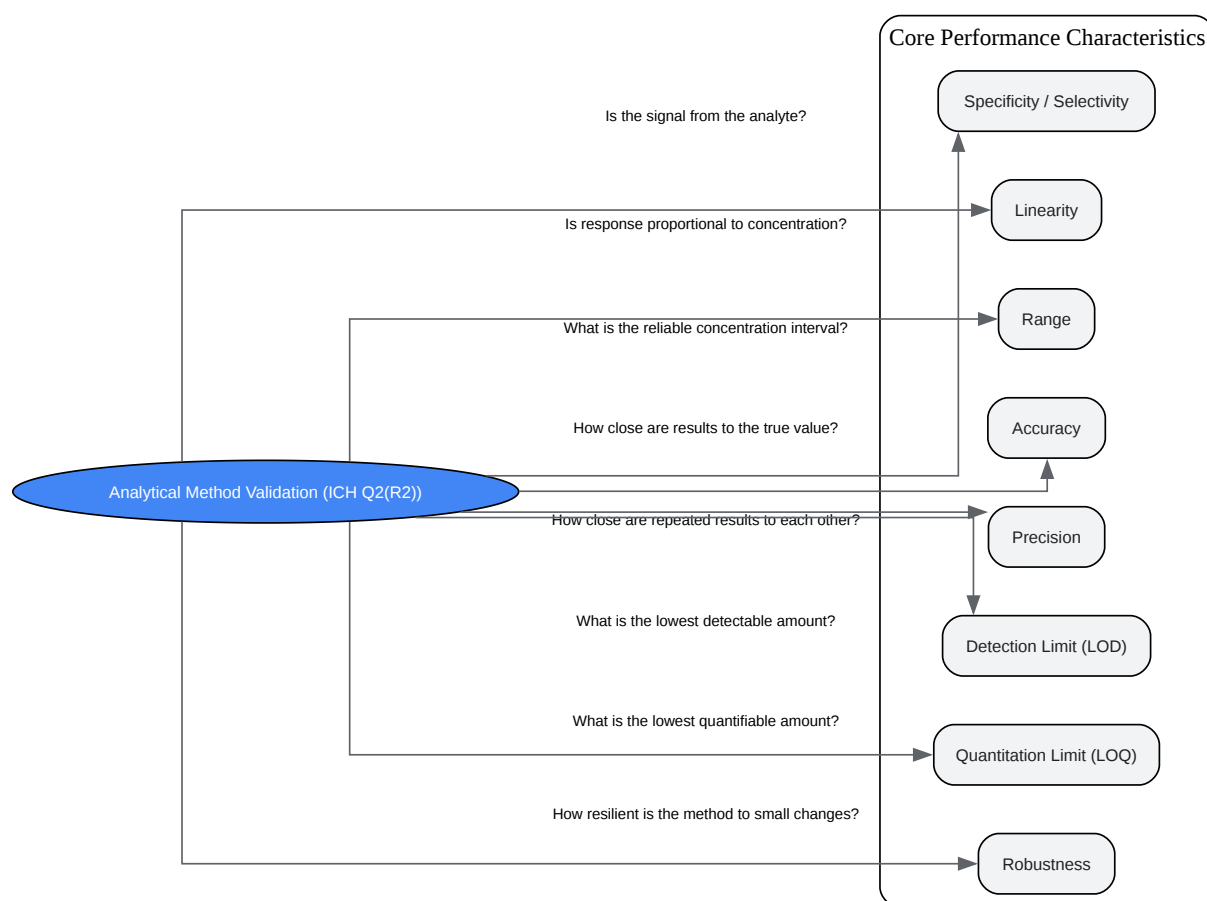 Core Performance Characteristics
Specificity / Selectivity
Is the signal from the analyte?
Linearity
Is response proportional to concentration?
Range
What is the reliable concentration interval?
Accuracy
How close are results to the true value?
Analytical Method Validation (ICH Q2(R2))
How close are repeated results to each other?
Precision
What is the lowest detectable amount?
Detection Limit (LOD)
What is the lowest quantifiable amount?
Quantitation Limit (LOQ)
How resilient is the method to small changes?
Robustness